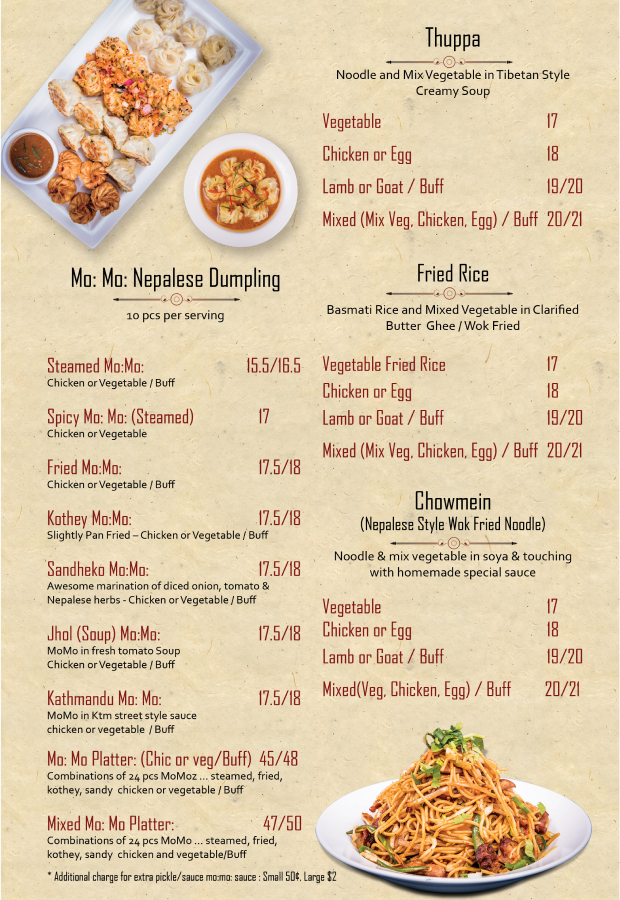 Thuppa
Noodle and Mix Vegetable in Tibetan Style
Creamy Soup
Vegetable 17
Chicken or Egg 18
Lamb or Goat / Buff 19/20
Mixed (Mix Veg, Chicken, Egg) / Buff 20/21
Mo: Mo: Nepalese Dumpling
10 pcs per serving
Steamed Mo:Mo: 15.5/16.5
Chicken or Vegetable / Buff
Spicy Mo: Mo: (Steamed) 17
Chicken or Vegetable
Fried Mo:Mo: 17.5/18
Chicken or Vegetable / Buff
Kothey Mo:Mo: 17.5/18
Slightly Pan Fried – Chicken or Vegetable / Buff
Sandheko Mo:Mo: 17.5/18
Awesome marination of diced onion, tomato &
Nepalese herbs - Chicken or Vegetable / Buff
Jhol (Soup) Mo:Mo: 17.5/18
MoMo in fresh tomato Soup
Chicken or Vegetable / Buff
Kathmandu Mo: Mo: 17.5/18
MoMo in Ktm street style sauce
chicken or vegetable / Buff
Mo: Mo Platter: (Chic or veg/Buff) 45/48
Combinations of 24 pcs MoMoz ... steamed, fried,
kothey, sandy chicken or vegetable / Buff
Mixed Mo: Mo Platter: 47/50
Combinations of 24 pcs MoMo ... steamed, fried,
kothey, sandy chicken and vegetable/Buff
* Additional charge for extra pickle/sauce mo:mo: sauce : Small 50¢, Large $2
Fried Rice
Basmati Rice and Mixed Vegetable in Clarified
Butter Ghee / Wok Fried
Vegetable Fried Rice 17
Chicken or Egg 18
Lamb or Goat / Buff 19/20
Mixed (Mix Veg, Chicken, Egg) / Buff 20/21
Chowmein
(Nepalese Style Wok Fried Noodle)
Noodle & mix vegetable in soya & touching
with homemade special sauce
Vegetable 17
Chicken or Egg 18
Lamb or Goat / Buff 19/20
Mixed(Veg, Chicken, Egg) / Buff 20/21